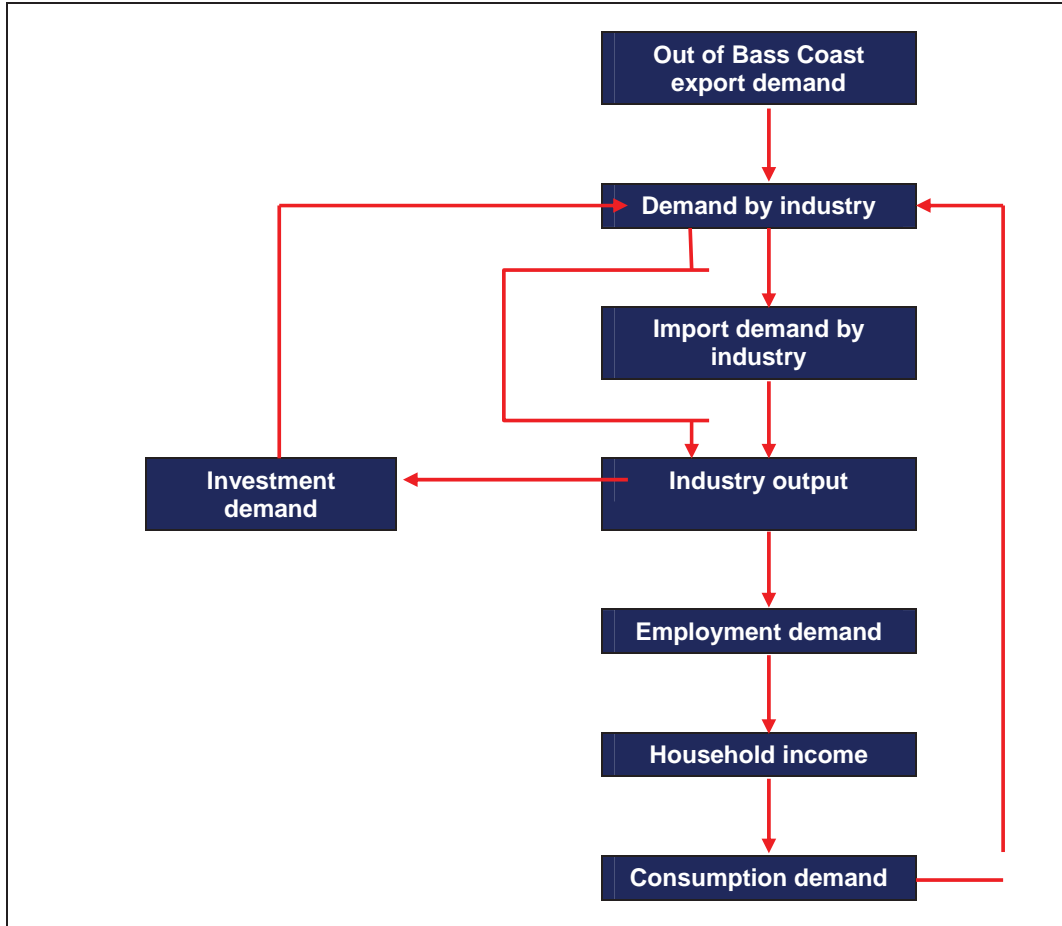 Out of Bass Coast
export demand
Demand by industry
Import demand by
industry
Investment
demand
Industry output
Employment demand
Household income
Consumption demand